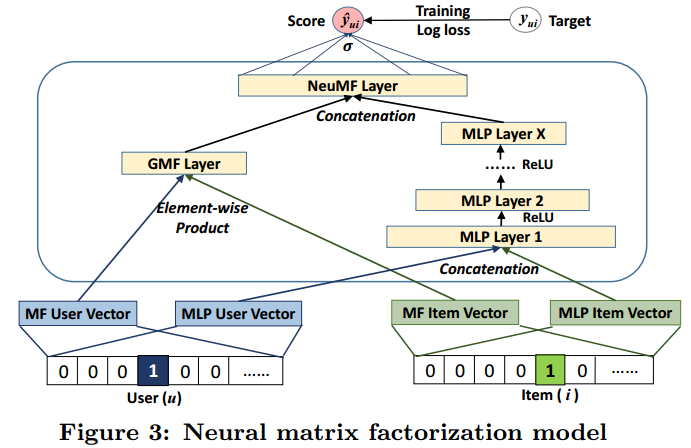 Score ŷui Training yui Target
Log loss
σ
NeuMF Layer
Concatenation
MLP Layer X
GMF Layer
...... ReLU
Element-wise
Product
MLP Layer 2
ReLU
MLP Layer 1
Concatenation
MF User Vector MLP User Vector MF Item Vector MLP Item Vector
0 0 0 1 0 0 ...... 0 0 0 0 1 0 ......
User (u) Item ( i )
Figure 3: Neural matrix factorization model